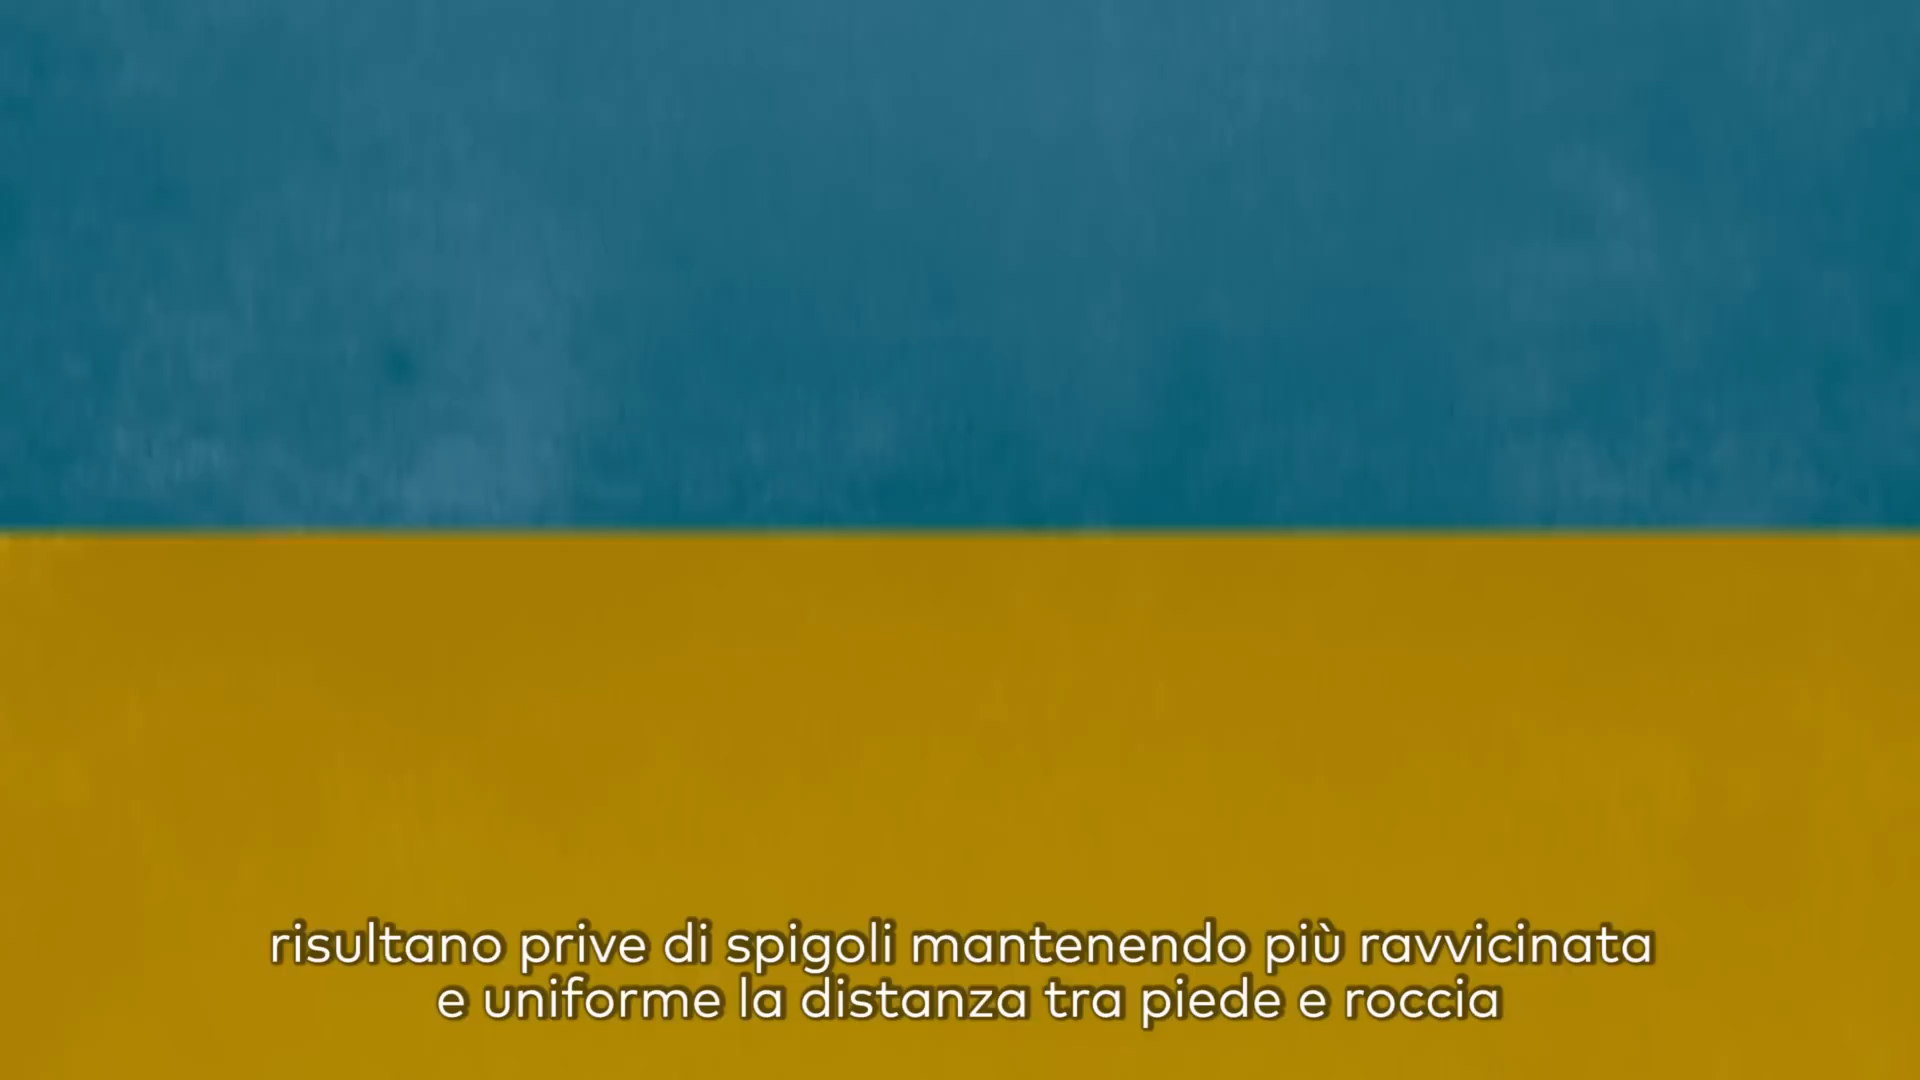 risultano prive di spigoli mantenendo più ravvicinata
e uniforme la distanza tra piede e roccia